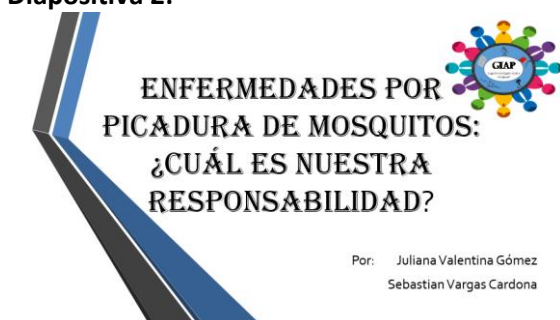 Diapositiva 2:
GIAP
ENFERMEDADES POR
PICADURA DE MOSQUITOS:
¿CUÁL ES NUESTRA
RESPONSABILIDAD?
Por: Juliana Valentina Gómez
Sebastian Vargas Cardona